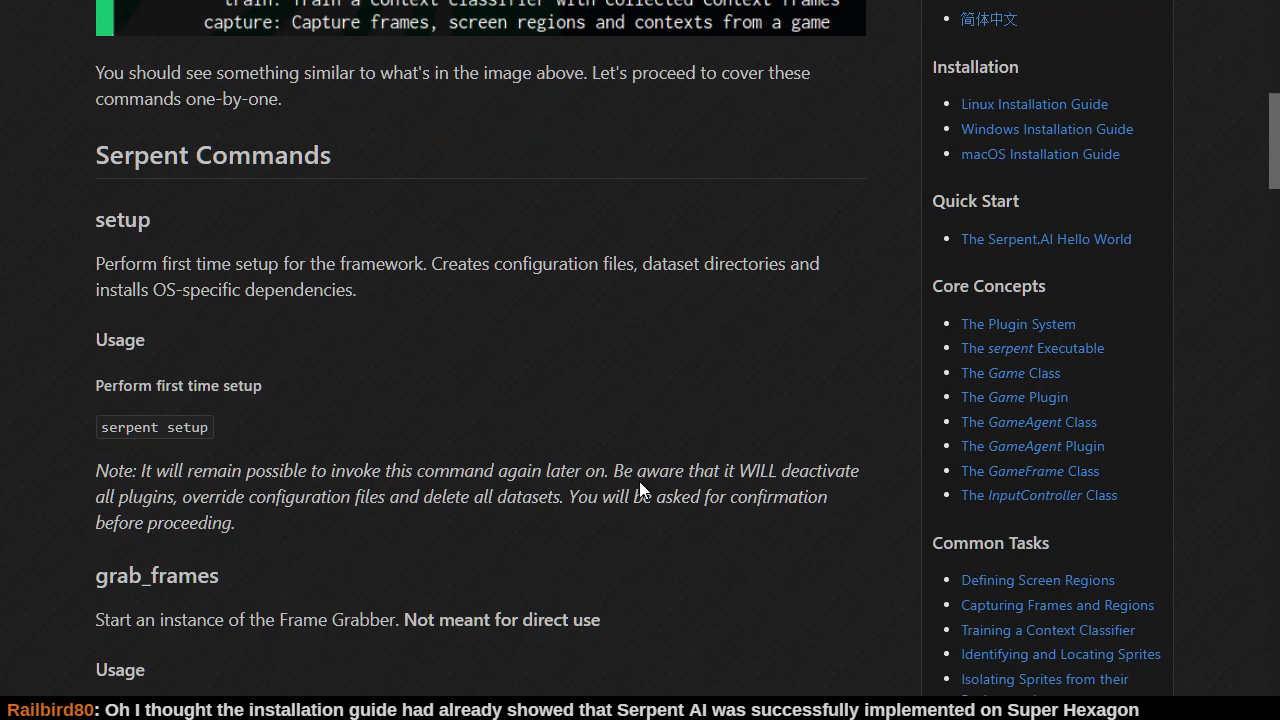 train: Train a context classifier with collected context frames
capture: Capture frames, screen regions and contexts from a game
You should see something similar to what's in the image above. Let's proceed to cover these
commands one-by-one.
Serpent Commands
setup
Perform first time setup for the framework. Creates configuration files, dataset directories and
installs OS-specific dependencies.
Usage
Perform first time setup
serpent setup
Note: It will remain possible to invoke this command again later on. Be aware that it WILL deactivate
all plugins, override configuration files and delete all datasets. You will be asked for confirmation
before proceeding.
grab_frames
Start an instance of the Frame Grabber. Not meant for direct use
Usage
简体中文
Installation
Linux Installation Guide
Windows Installation Guide
macOS Installation Guide
Quick Start
The Serpent.AI Hello World
Core Concepts
The Plugin System
The serpent Executable
The Game Class
The Game Plugin
The GameAgent Class
The GameAgent Plugin
The GameFrame Class
The InputController Class
Common Tasks
Defining Screen Regions
Capturing Frames and Regions
Training a Context Classifier
Identifying and Locating Sprites
Isolating Sprites from their
Railbird80: Oh I thought the installation guide had already showed that Serpent AI was successfully implemented on Super Hexagon